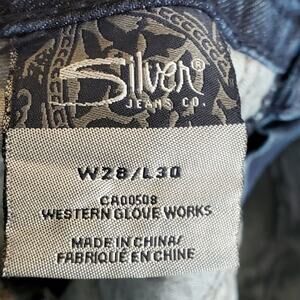 Silver®
JEANS CO.
W28/L30
CA00508
WESTERN GLOVE WORKS
MADE IN CHINA/
FABRIQUÉ EN CHINE